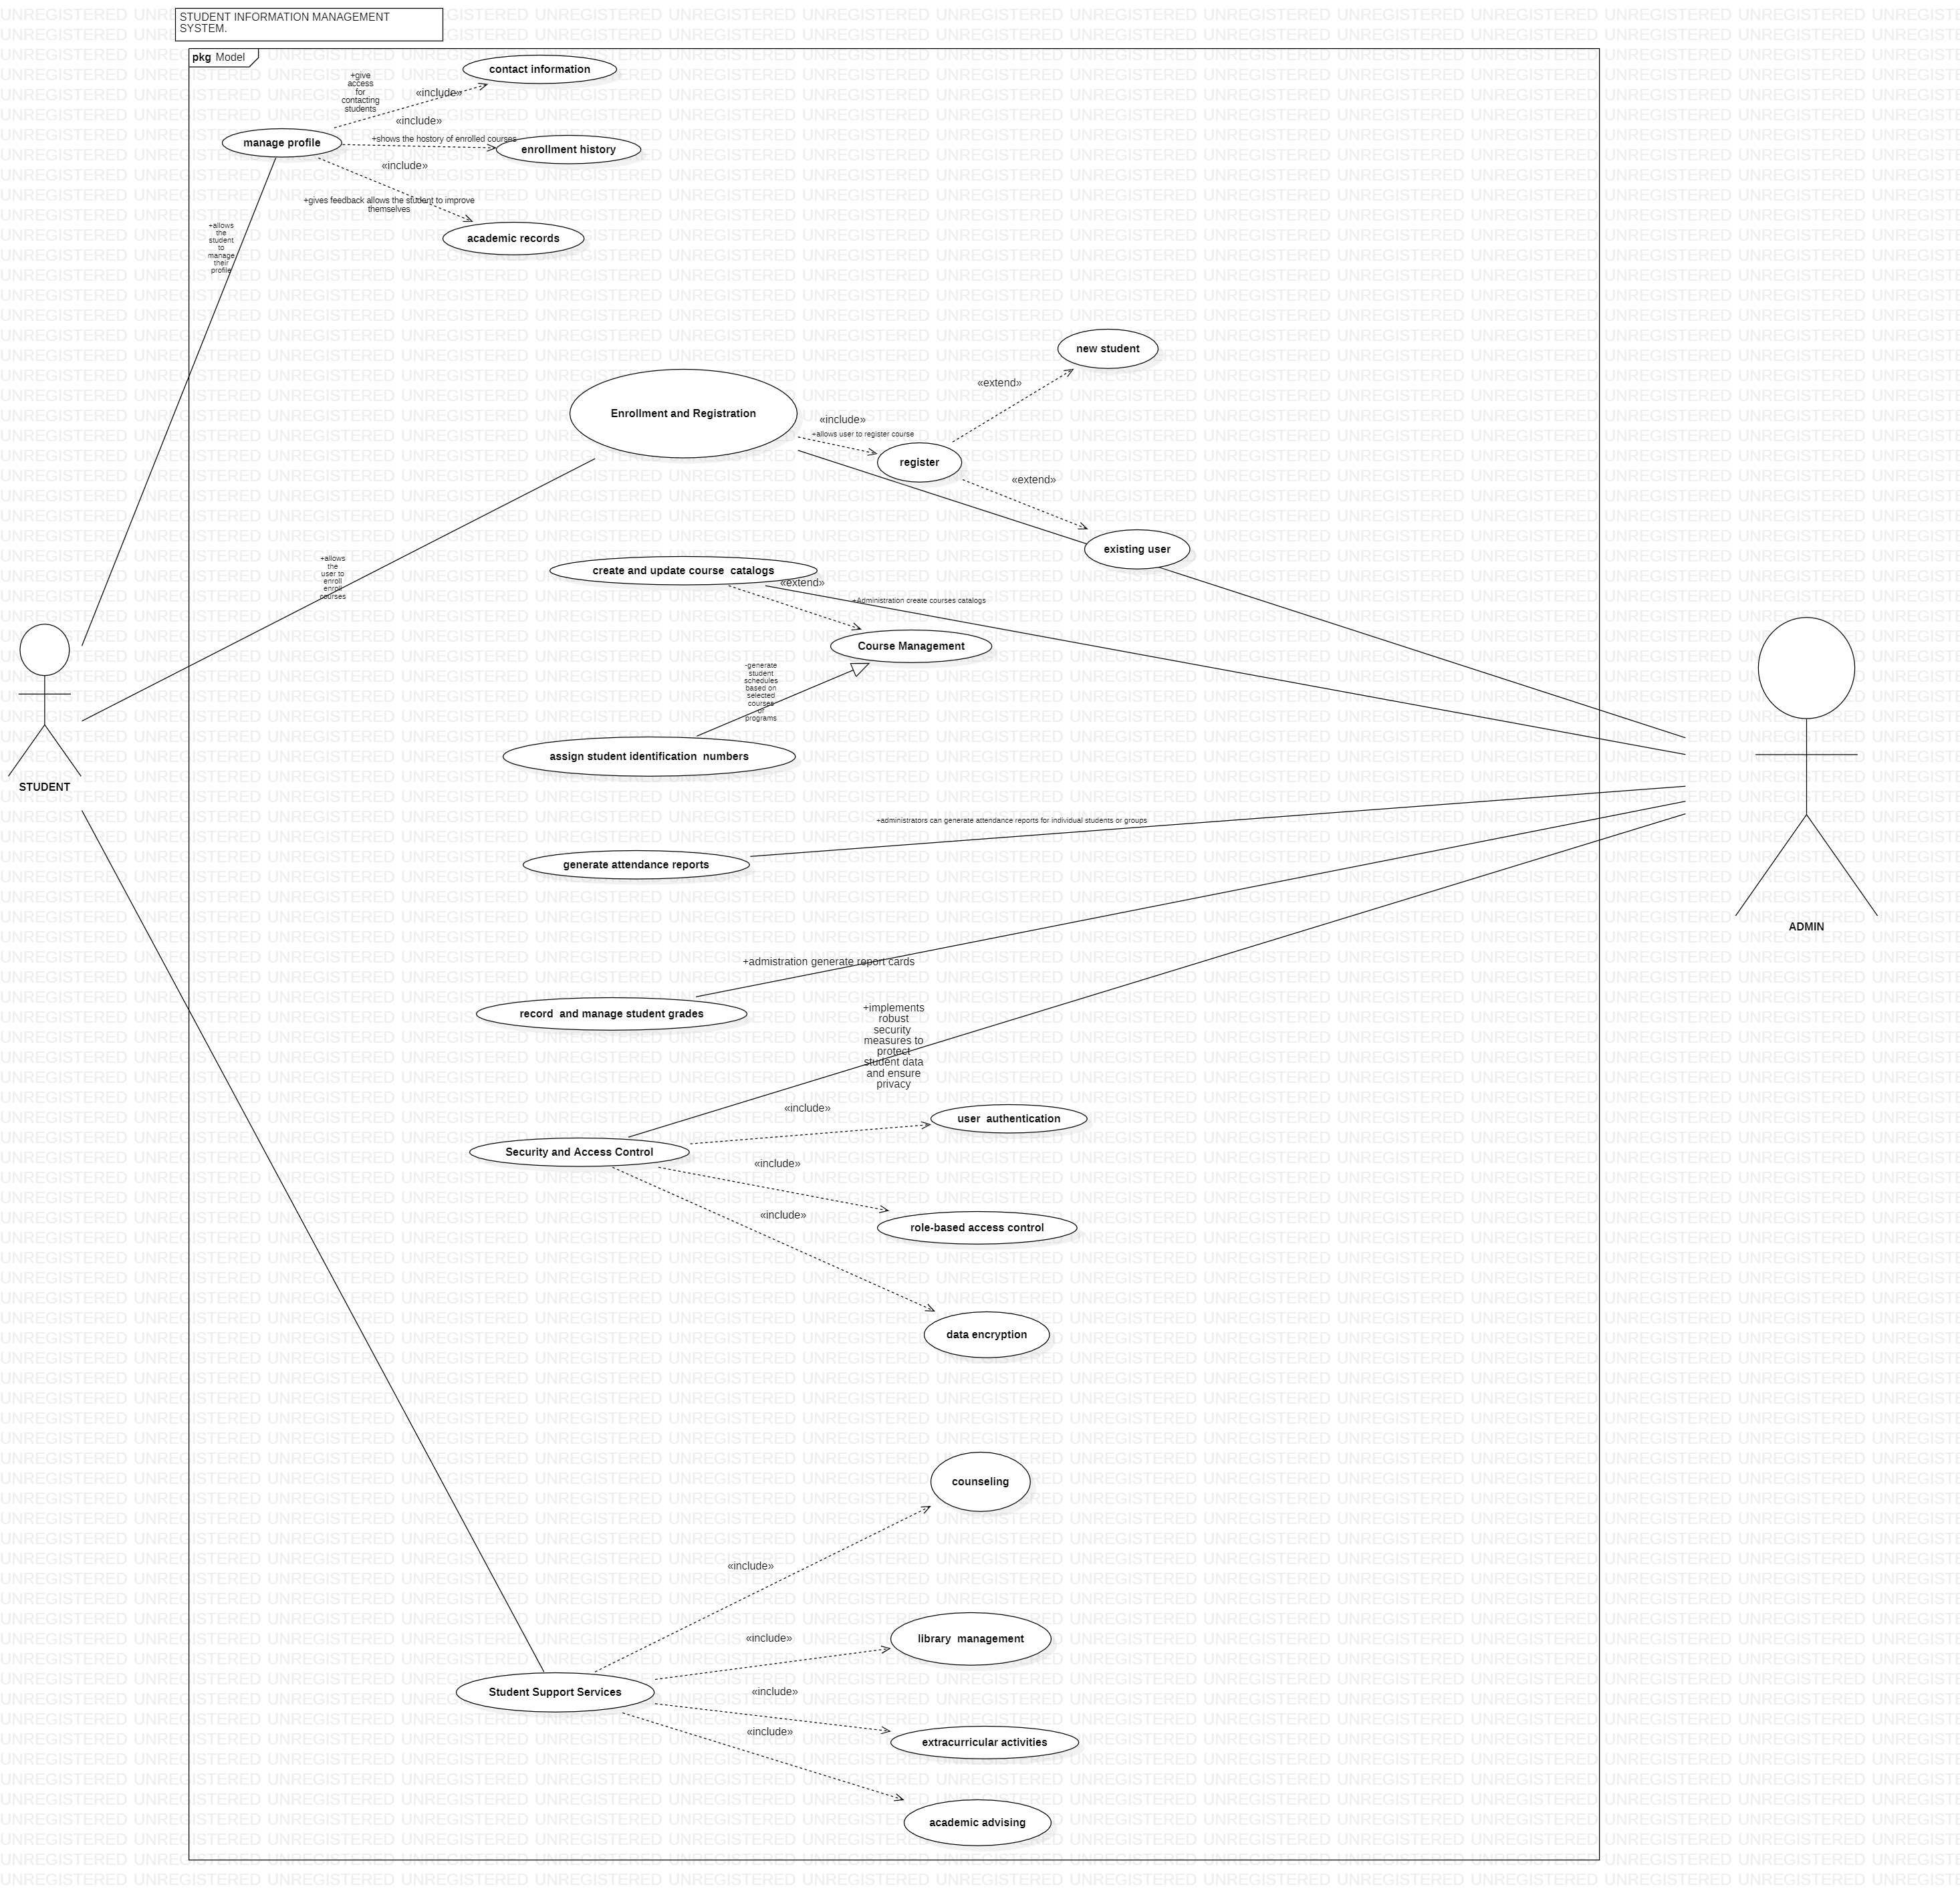 STUDENT INFORMATION MANAGEMENT
SYSTEM.
pkg Model
contact information
+give
access
for
contacting
students
«include»
«include»
manage profile
+shows the hostory of enrolled courses
enrollment history
«include»
+gives feedback allows the student to improve
themselves
academic records
+allows
the
student
to
manage
their
profile
new student
«extend»
Enrollment and Registration
«include»
+allows user to register course
register
«extend»
existing user
+allows
the
user to
enroll
enroll
courses
create and update course catalogs
«extend»
+Administration create courses catalogs
Course Management
-generate
student
schedules
based on
selected
courses
or
programs
assign student identification numbers
STUDENT
+administrators can generate attendance reports for individual students or groups
generate attendance reports
ADMIN
+admistration generate report cards
record and manage student grades
+implements
robust
security
measures to
protect
student data
and ensure
privacy
«include»
user authentication
Security and Access Control
«include»
«include»
role-based access control
data encryption
counseling
«include»
«include»
library management
Student Support Services
«include»
«include»
extracurricular activities
academic advising
UNREGISTERED